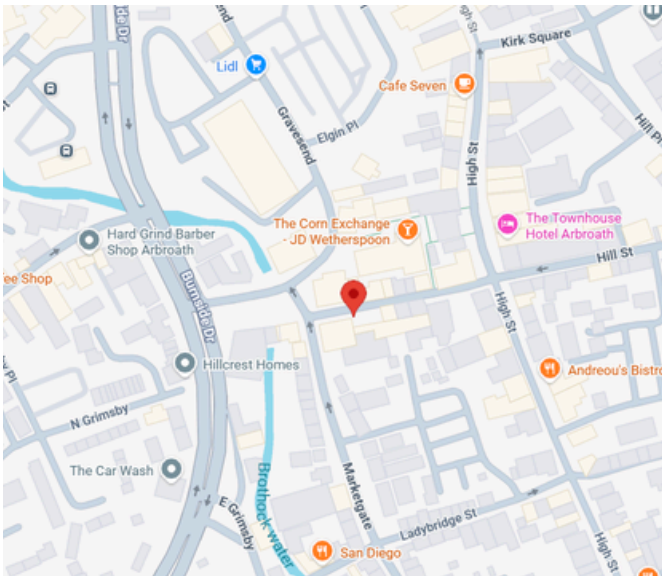 High St
Kirk Square
Lidl
Cafe Seven
Gravesend
Elgin Pl
Hill Pl
High St
The Corn Exchange
- JD Wetherspoon
The Townhouse
Hotel Arbroath
Hard Grind Barber
Shop Arbroath
Hill St
ee Shop
Burnside Dr
High St
Hillcrest Homes
Andreou's Bistro
N Grimsby
The Car Wash
Brothock water
Marketgate
E Grimsby
Ladybridge St
San Diego
High St